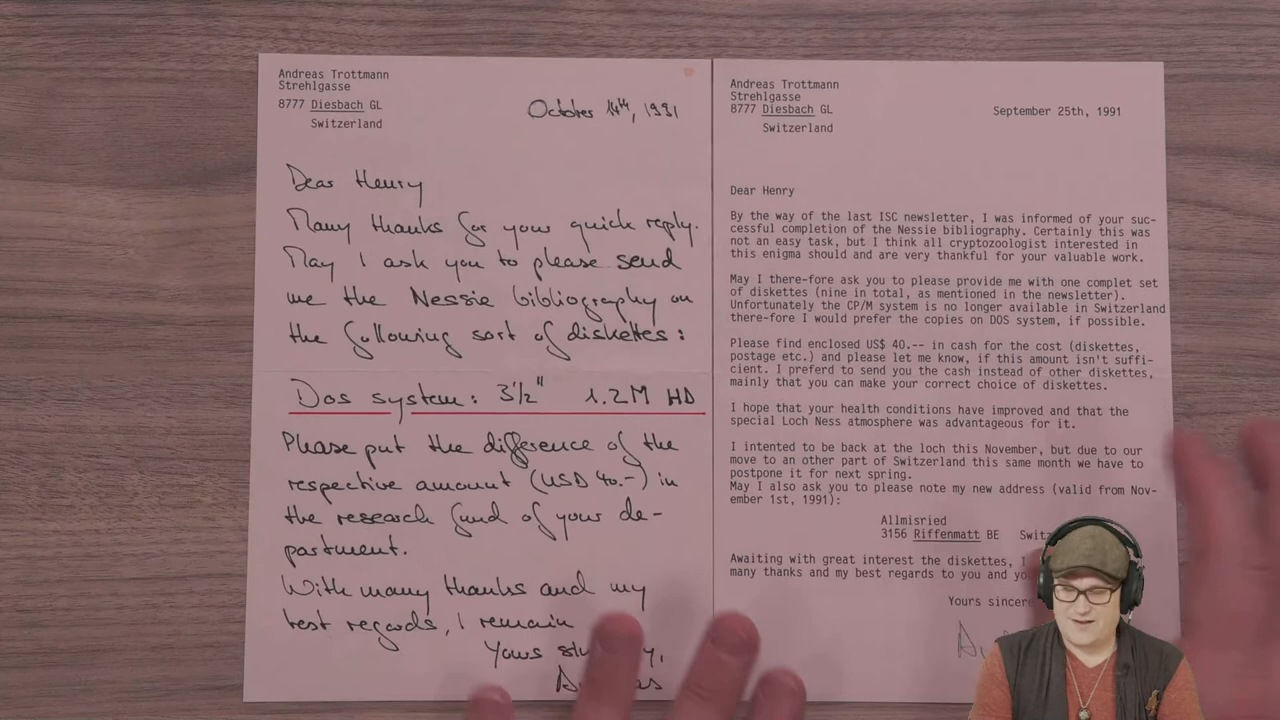 Andreas Trottmann
Strehlgasse
8777 Diesbach GL
Switzerland
October 14th, 1991
Dear Henry
Many thanks for your quick reply.
May I ask you to please send
me the Nessie bibliography on
the following sort of diskettes:
Dos system: 3 1/2" 1.2M HD
Please put the difference of the
respective amount (USD 40.-) in
the research fund of your de-
partment.
With many thanks and my
best regards, I remain
Yours
Andreas Trottmann
Strehlgasse
8777 Diesbach GL
Switzerland
September 25th, 1991
Dear Henry
By the way of the last ISC newsletter, I was informed of your suc-
cessful completion of the Nessie bibliography. Certainly this was
not an easy task, but I think all cryptozoologist interested in
this enigma should and are very thankful for your valuable work.
May I there-fore ask you to please provide me with one complet set
of diskettes (nine in total, as mentioned in the newsletter).
Unfortunately the CP/M system is no longer available in Switzerland
there-fore I would prefer the copies on DOS system, if possible.
Please find enclosed US$ 40.-- in cash for the cost (diskettes,
postage etc.) and please let me know, if this amount isn't suffi-
cient. I preferd to send you the cash instead of other diskettes,
mainly that you can make your correct choice of diskettes.
I hope that your health conditions have improved and that the
special Loch Ness atmosphere was advantageous for it.
I intented to be back at the loch this November, but due to our
move to an other part of Switzerland this same month we have to
postpone it for next spring.
May I also ask you to please note my new address (valid from Nov-
ember 1st, 1991):
Allmisried
3156 Riffenmatt BE Switz
Awaiting with great interest the diskettes, I
many thanks and my best regards to you and yo
Yours since